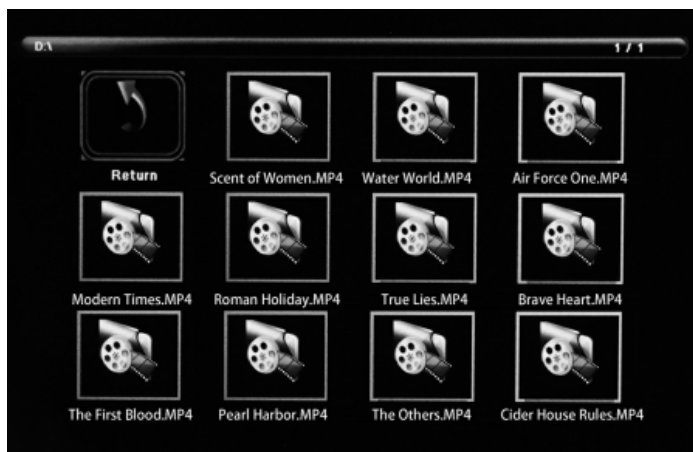 D:\ 1 / 1
Return Scent of Women.MP4 Water World.MP4 Air Force One.MP4
Modern Times.MP4 Roman Holiday.MP4 True Lies.MP4 Brave Heart.MP4
The First Blood.MP4 Pearl Harbor.MP4 The Others.MP4 Cider House Rules.MP4